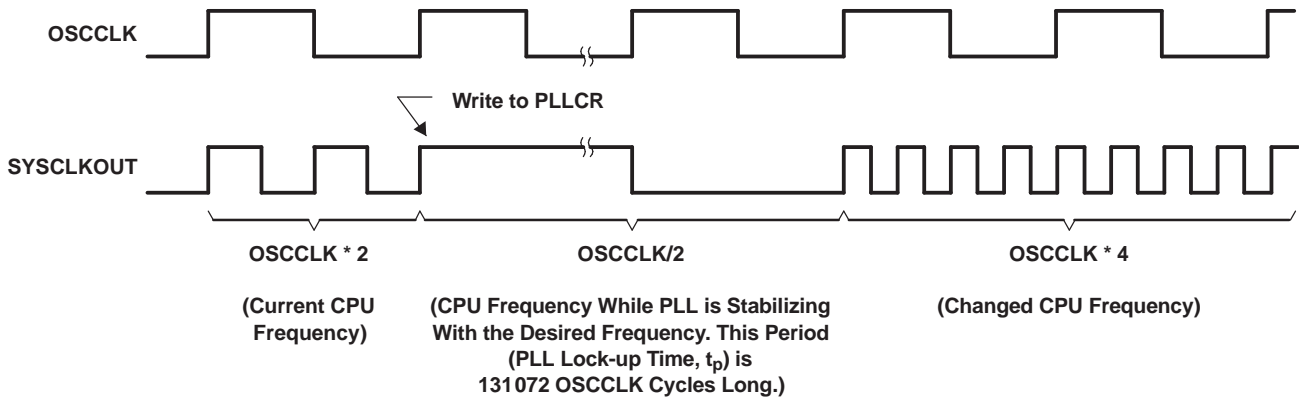 OSCCLK
Write to PLLCR
SYSCLKOUT
OSCCLK * 2
(Current CPU
Frequency)
OSCCLK/2
(CPU Frequency While PLL is Stabilizing
With the Desired Frequency. This Period
(PLL Lock-up Time, tp) is
131072 OSCCLK Cycles Long.)
OSCCLK * 4
(Changed CPU Frequency)